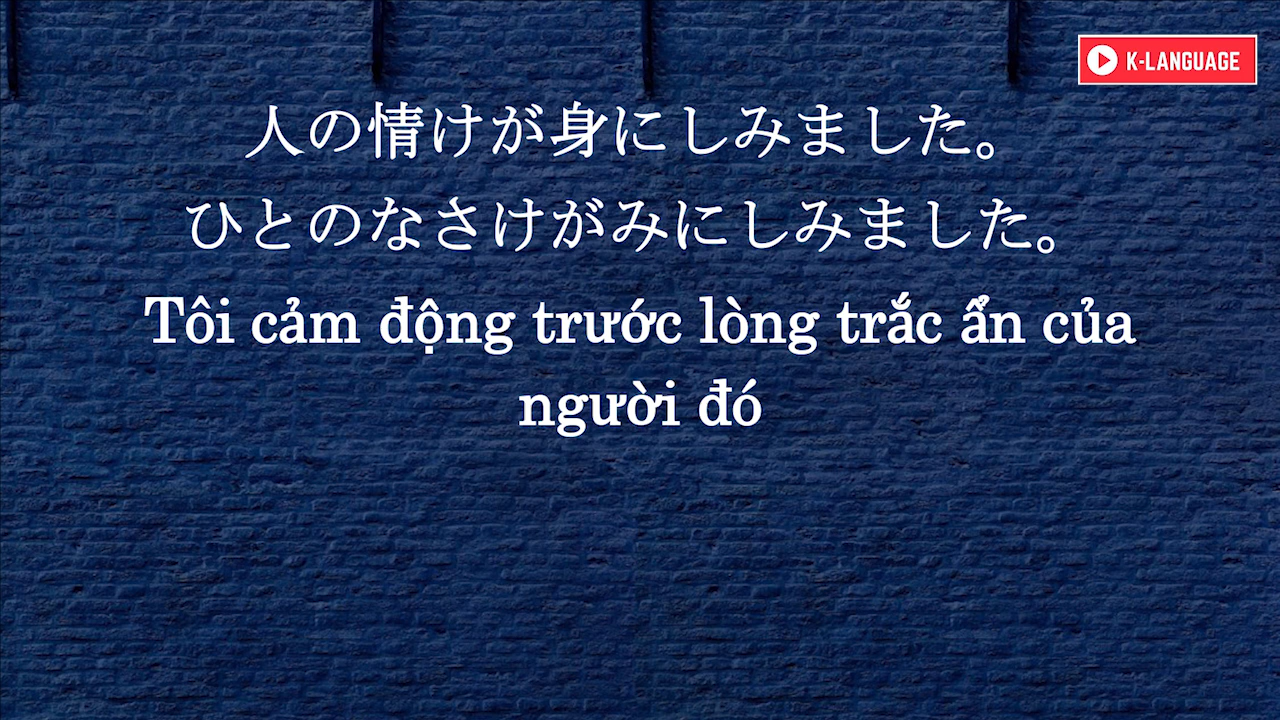 K-LANGUAGE
人の情けが身にしみました。
ひとのなさけがみにしみました。
Tôi cảm động trước lòng trắc ẩn của
người đó